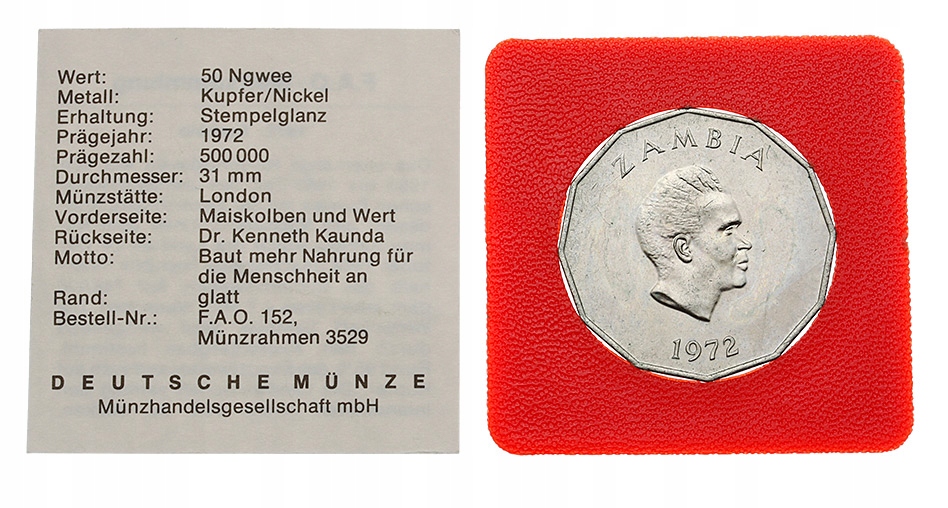 Wert: 50 Ngwee
Metall: Kupfer/Nickel
Erhaltung: Stempelglanz
Prägejahr: 1972
Prägezahl: 500 000
Durchmesser: 31 mm
Münzstätte: London
Vorderseite: Maiskolben und Wert
Rückseite: Dr. Kenneth Kaunda
Motto: Baut mehr Nahrung für
die Menschheit an
Rand: glatt
Bestell-Nr.: F.A.O. 152,
Münzrahmen 3529
DEUTSCHE MÜNZE
Münzhandelsgesellschaft mbH
ZAMBIA
1972